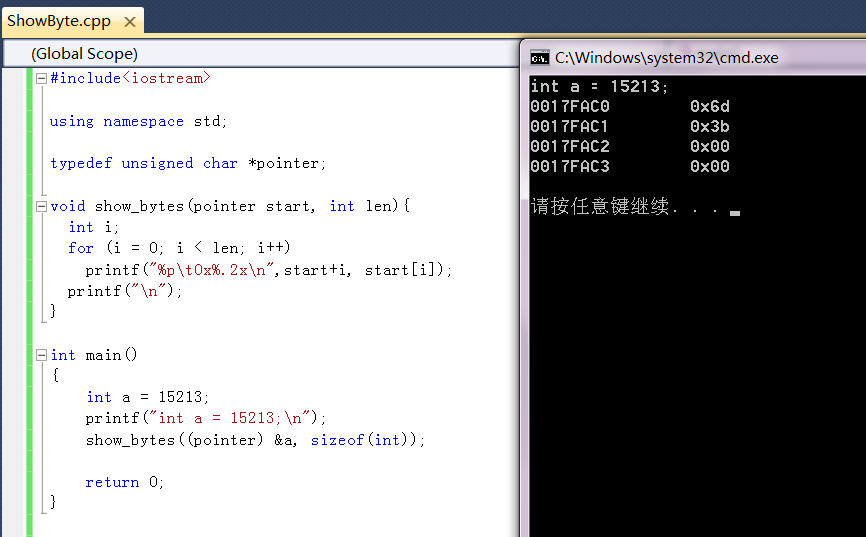 ShowByte.cpp ×
(Global Scope)
#include<iostream>
using namespace std;
typedef unsigned char *pointer;
void show_bytes(pointer start, int len){
int i;
for (i = 0; i < len; i++)
printf("%p\t0x%.2x\n",start+i, start[i]);
printf("\n");
}
int main()
{
int a = 15213;
printf("int a = 15213;\n");
show_bytes((pointer) &a, sizeof(int));
return 0;
}
C:\Windows\system32\cmd.exe
int a = 15213;
0017FAC0 0x6d
0017FAC1 0x3b
0017FAC2 0x00
0017FAC3 0x00
请按任意键继续. . .